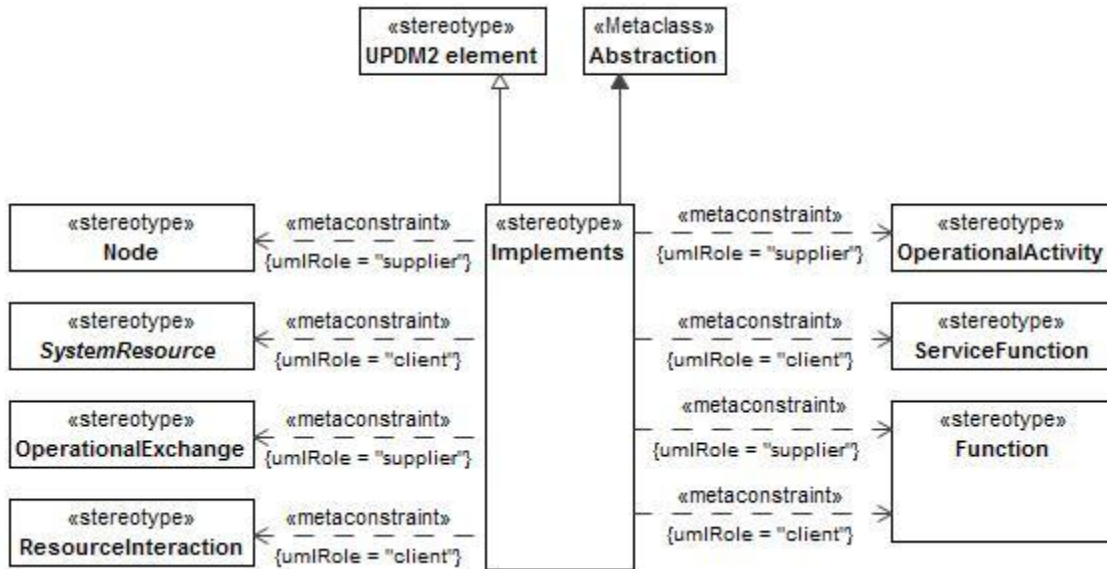 «stereotype»
UPDM2 element
«Metaclass»
Abstraction
«stereotype»
Node
«metaconstraint»
{umlRole = "supplier"}
«stereotype»
Implements
«metaconstraint»
{umlRole = "supplier"}
«stereotype»
OperationalActivity
«stereotype»
SystemResource
«metaconstraint»
{umlRole = "client"}
«metaconstraint»
{umlRole = "client"}
«stereotype»
ServiceFunction
«stereotype»
OperationalExchange
«metaconstraint»
{umlRole = "supplier"}
«metaconstraint»
{umlRole = "supplier"}
«stereotype»
Function
«stereotype»
ResourceInteraction
«metaconstraint»
{umlRole = "client"}
«metaconstraint»
{umlRole = "client"}